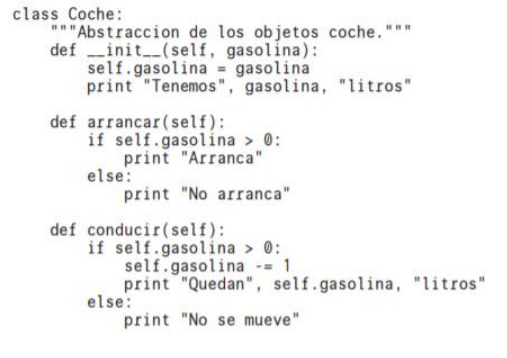 class Coche:
    """Abstraccion de los objetos coche."""
    def __init__(self, gasolina):
        self.gasolina = gasolina
        print "Tenemos", gasolina, "litros"

    def arrancar(self):
        if self.gasolina > 0:
            print "Arranca"
        else:
            print "No arranca"

    def conducir(self):
        if self.gasolina > 0:
            self.gasolina -= 1
            print "Quedan", self.gasolina, "litros"
        else:
            print "No se mueve"